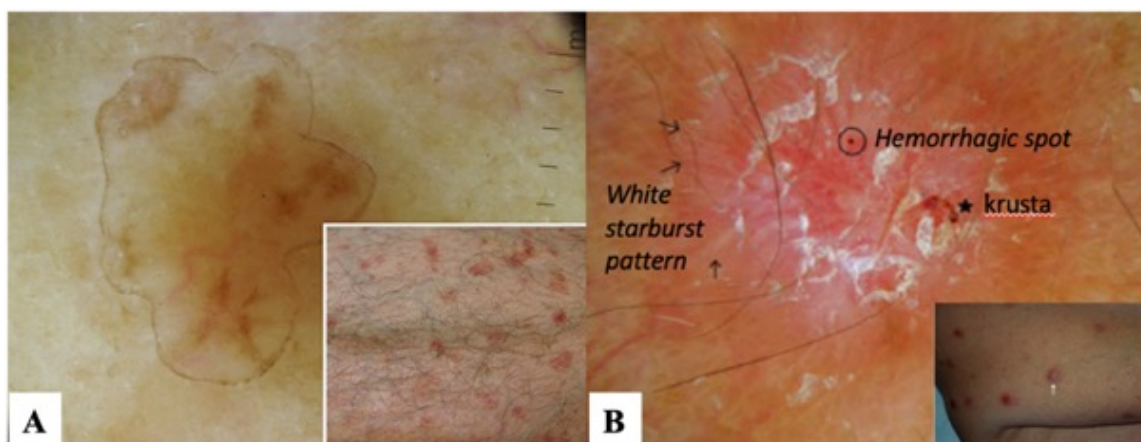 Hemorrhagic spot
krusta
White
starburst
pattern
A
B